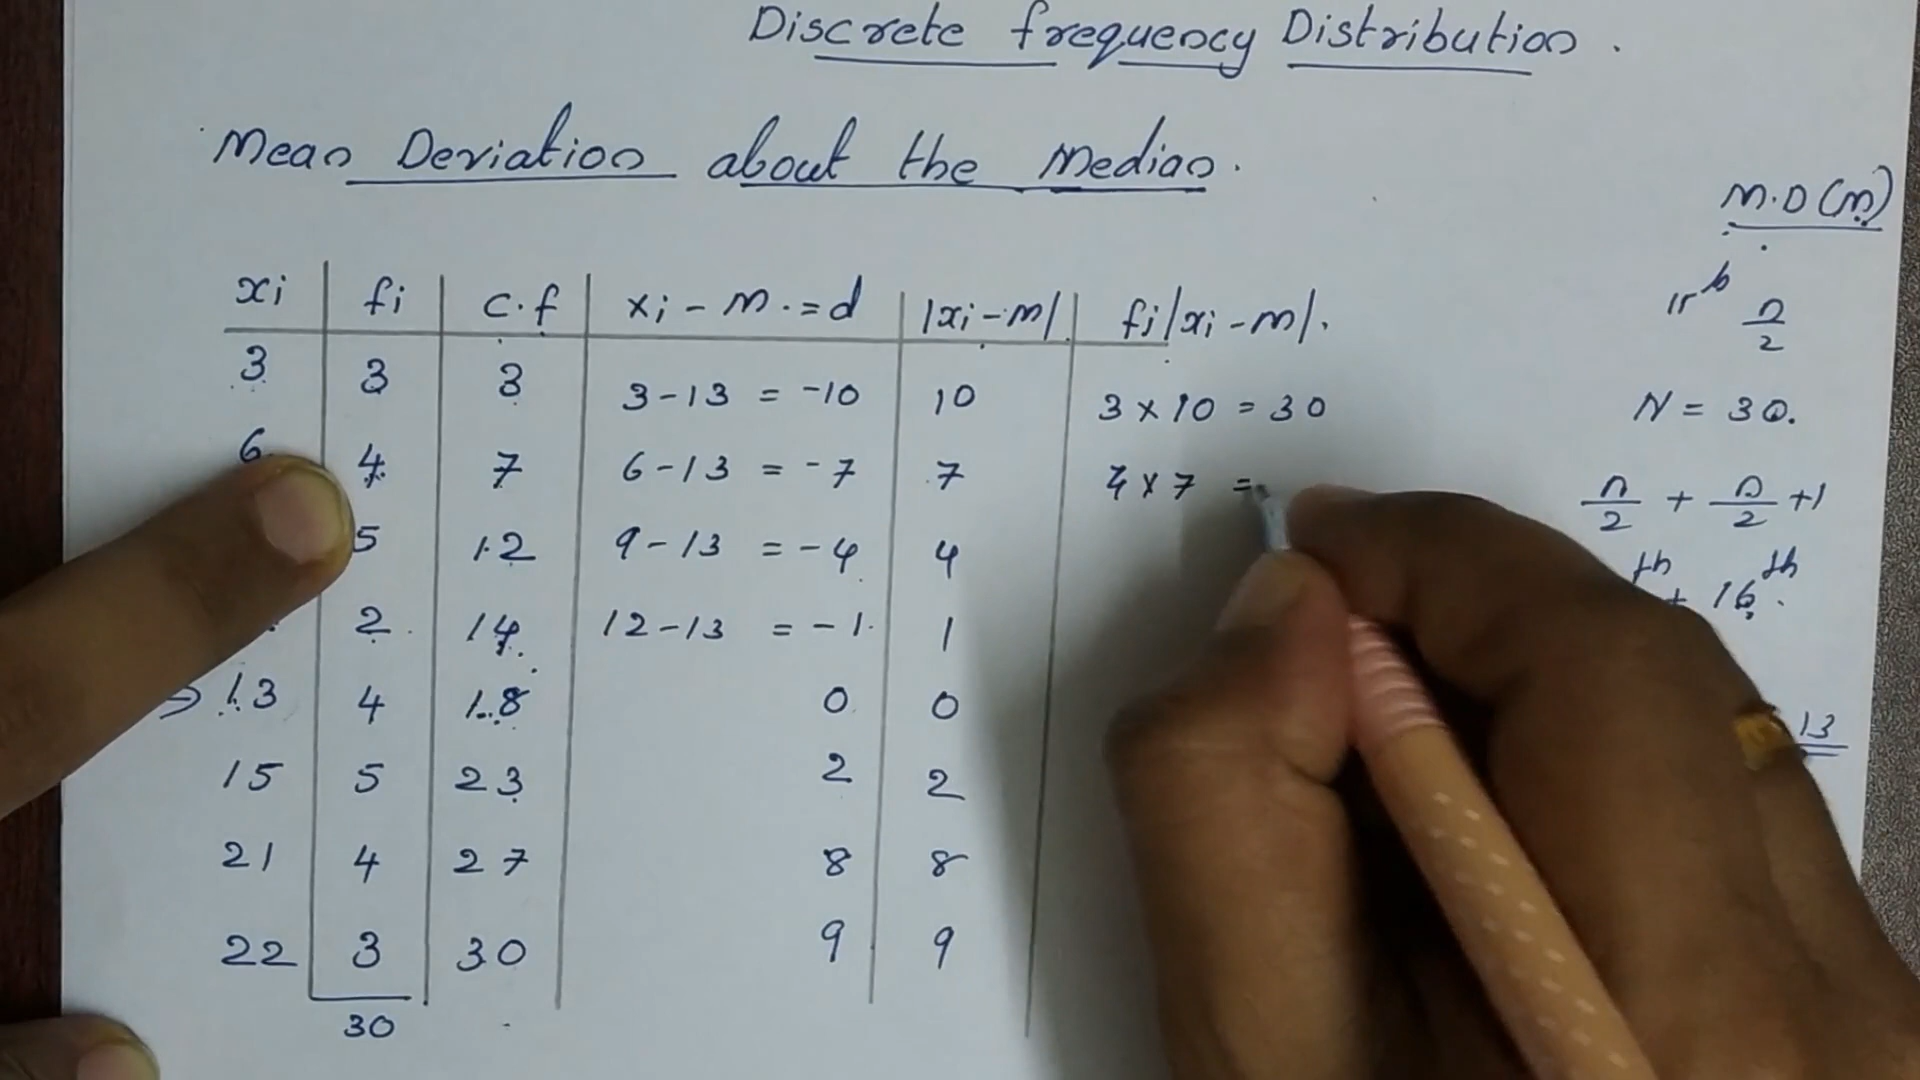 Discrete frequency Distribution.
Mean Deviation about the Median.
M.D (M)
xi fi C.f xi - M. = d |xi - M| fi|xi - M|.
n/2
3 3 3 3 - 13 = -10 10 3 × 10 = 30
N = 30.
6 4 7 6 - 13 = -7 7 4 × 7 =
n/2 + n/2 + 1
5 12 9 - 13 = -4 4
th + 16th.
2 14 12 - 13 = -1 1
⇒ 13 4 18 0 0
13
15 5 23 2 2
21 4 27 8 8
22 3 30 9 9
30